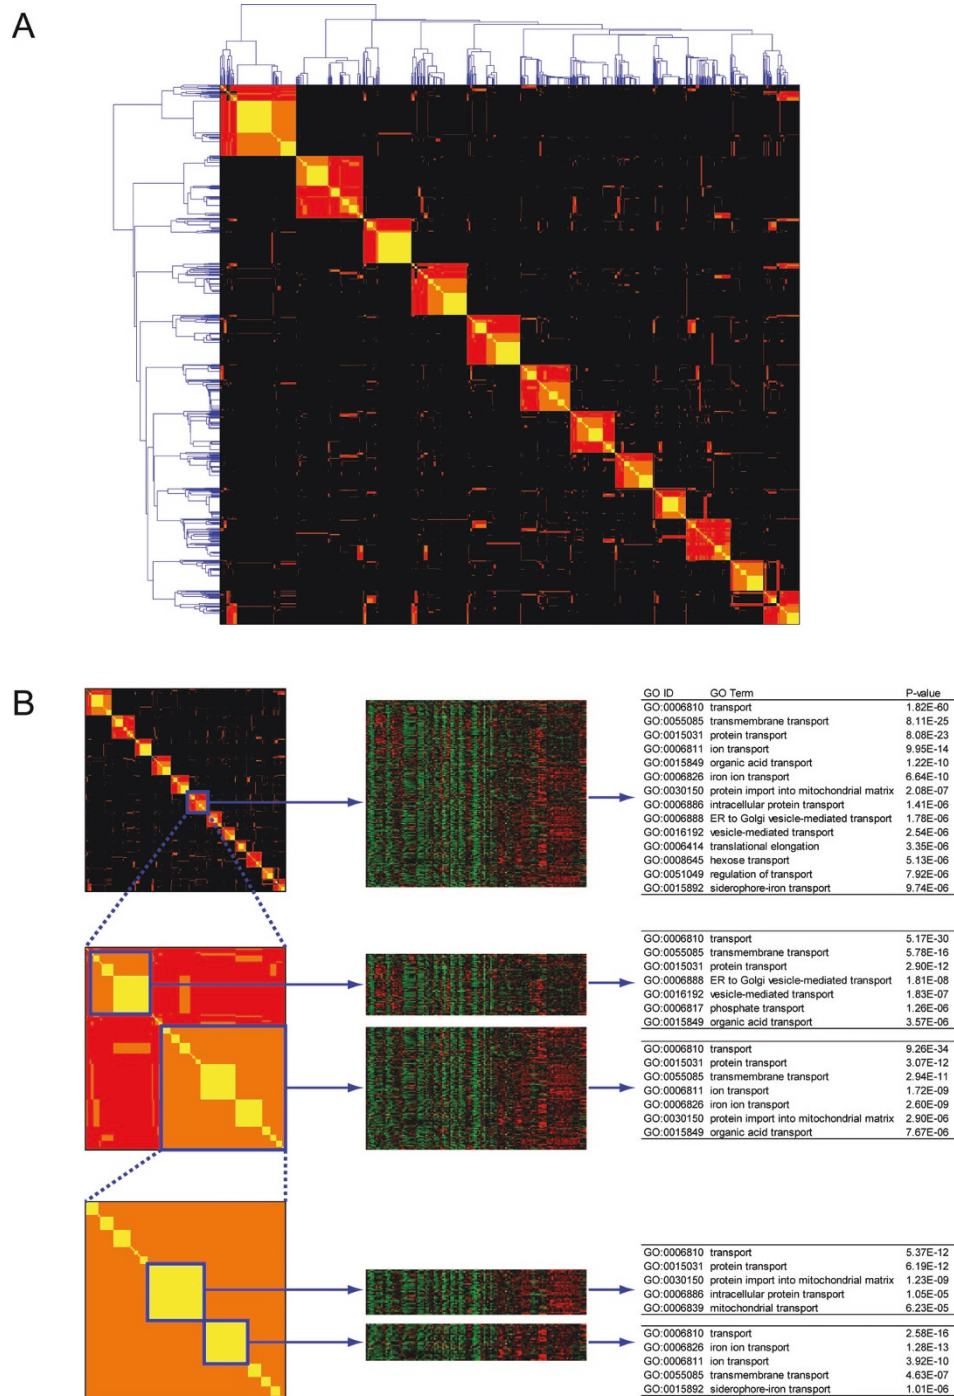 A
B
GO ID GO Term P-value
GO:0006810 transport 1.82E-60
GO:0055085 transmembrane transport 8.11E-25
GO:0015031 protein transport 8.08E-23
GO:0006811 ion transport 9.95E-14
GO:0015849 organic acid transport 1.22E-10
GO:0006826 iron ion transport 6.64E-10
GO:0030150 protein import into mitochondrial matrix 2.08E-07
GO:0006886 intracellular protein transport 1.41E-06
GO:0006888 ER to Golgi vesicle-mediated transport 1.78E-06
GO:0016192 vesicle-mediated transport 2.54E-06
GO:0006414 translational elongation 3.35E-06
GO:0008645 hexose transport 5.13E-06
GO:0051049 regulation of transport 7.92E-06
GO:0015892 siderophore-iron transport 9.74E-06
GO:0006810 transport 5.17E-30
GO:0055085 transmembrane transport 5.78E-16
GO:0015031 protein transport 2.90E-12
GO:0006888 ER to Golgi vesicle-mediated transport 1.81E-08
GO:0016192 vesicle-mediated transport 1.83E-07
GO:0006817 phosphate transport 1.26E-06
GO:0015849 organic acid transport 3.57E-06
GO:0006810 transport 9.26E-34
GO:0015031 protein transport 3.07E-12
GO:0055085 transmembrane transport 2.94E-11
GO:0006811 ion transport 1.72E-09
GO:0006826 iron ion transport 2.60E-09
GO:0030150 protein import into mitochondrial matrix 2.90E-06
GO:0015849 organic acid transport 7.67E-06
GO:0006810 transport 5.37E-12
GO:0015031 protein transport 6.19E-12
GO:0030150 protein import into mitochondrial matrix 1.23E-09
GO:0006886 intracellular protein transport 1.05E-05
GO:0006839 mitochondrial transport 6.23E-05
GO:0006810 transport 2.58E-16
GO:0006826 iron ion transport 1.28E-13
GO:0006811 ion transport 3.92E-10
GO:0055085 transmembrane transport 4.63E-07
GO:0015892 siderophore-iron transport 1.01E-06